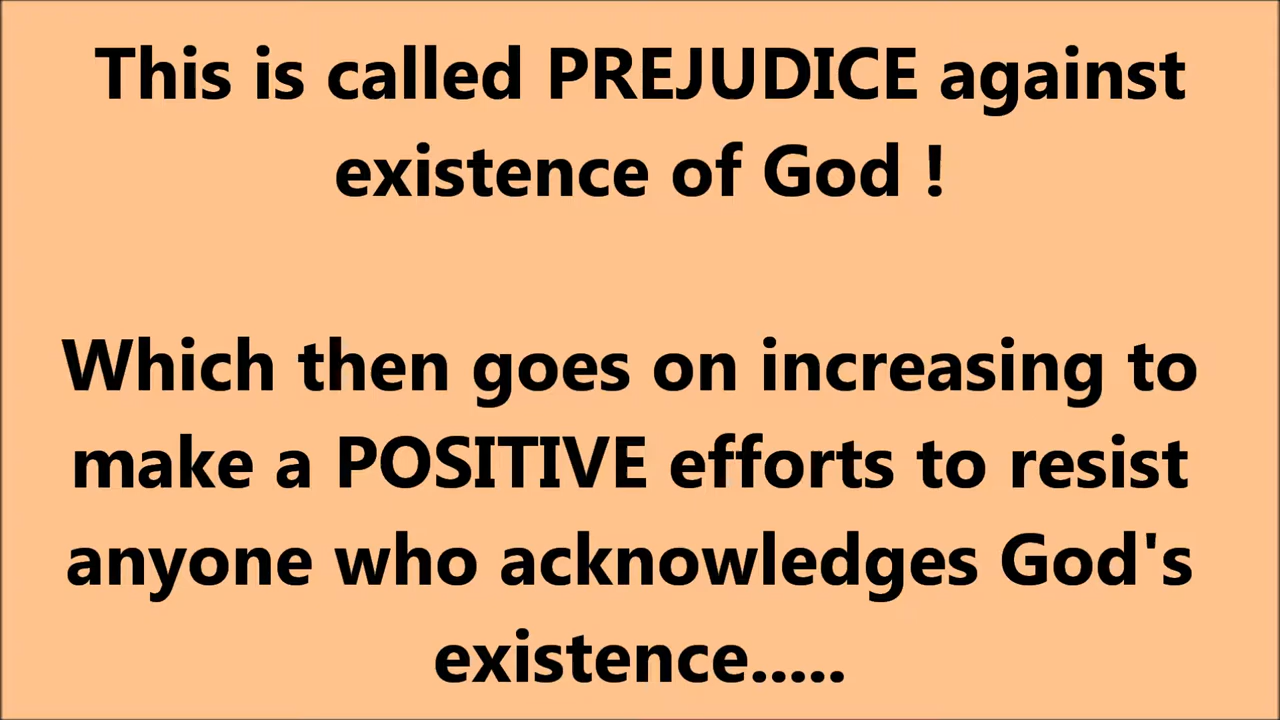 This is called PREJUDICE against
existence of God !
Which then goes on increasing to
make a POSITIVE efforts to resist
anyone who acknowledges God's
existence.....